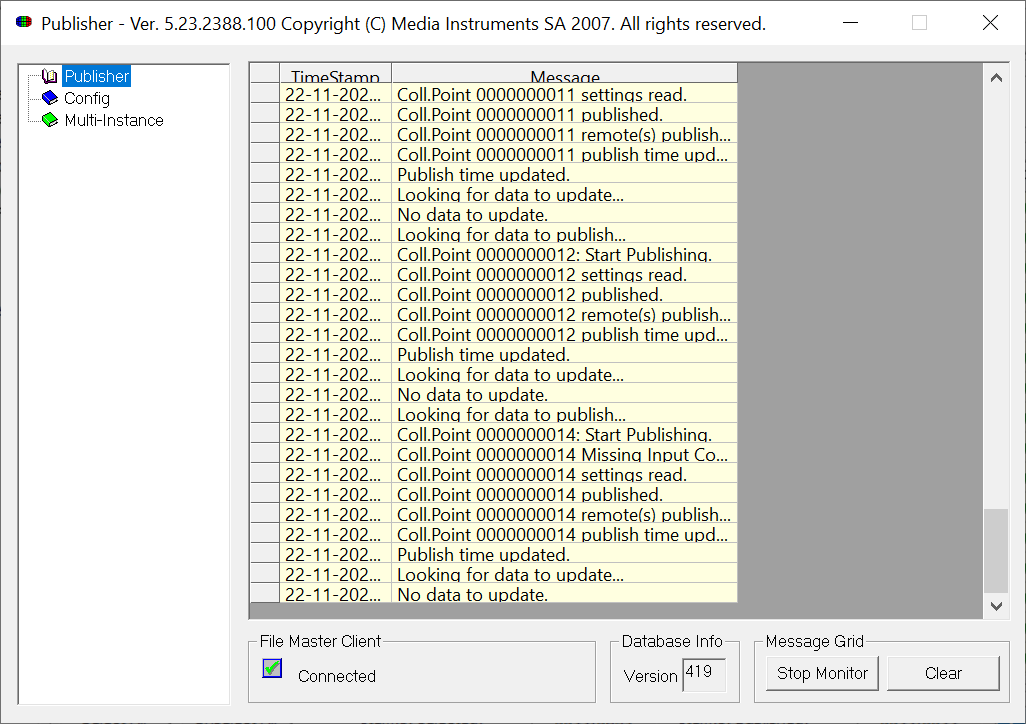 Publisher - Ver. 5.23.2388.100 Copyright (C) Media Instruments SA 2007. All rights reserved.
Publisher
Config
Multi-Instance
TimeStamp Message
22-11-202... Coll.Point 0000000011 settings read.
22-11-202... Coll.Point 0000000011 published.
22-11-202... Coll.Point 0000000011 remote(s) publish...
22-11-202... Coll.Point 0000000011 publish time upd...
22-11-202... Publish time updated.
22-11-202... Looking for data to update...
22-11-202... No data to update.
22-11-202... Looking for data to publish...
22-11-202... Coll.Point 0000000012: Start Publishing.
22-11-202... Coll.Point 0000000012 settings read.
22-11-202... Coll.Point 0000000012 published.
22-11-202... Coll.Point 0000000012 remote(s) publish...
22-11-202... Coll.Point 0000000012 publish time upd...
22-11-202... Publish time updated.
22-11-202... Looking for data to update...
22-11-202... No data to update.
22-11-202... Looking for data to publish...
22-11-202... Coll.Point 0000000014: Start Publishing.
22-11-202... Coll.Point 0000000014 Missing Input Co...
22-11-202... Coll.Point 0000000014 settings read.
22-11-202... Coll.Point 0000000014 published.
22-11-202... Coll.Point 0000000014 remote(s) publish...
22-11-202... Coll.Point 0000000014 publish time upd...
22-11-202... Publish time updated.
22-11-202... Looking for data to update...
22-11-202... No data to update.
File Master Client
Connected
Database Info
Version 419
Message Grid
Stop Monitor
Clear